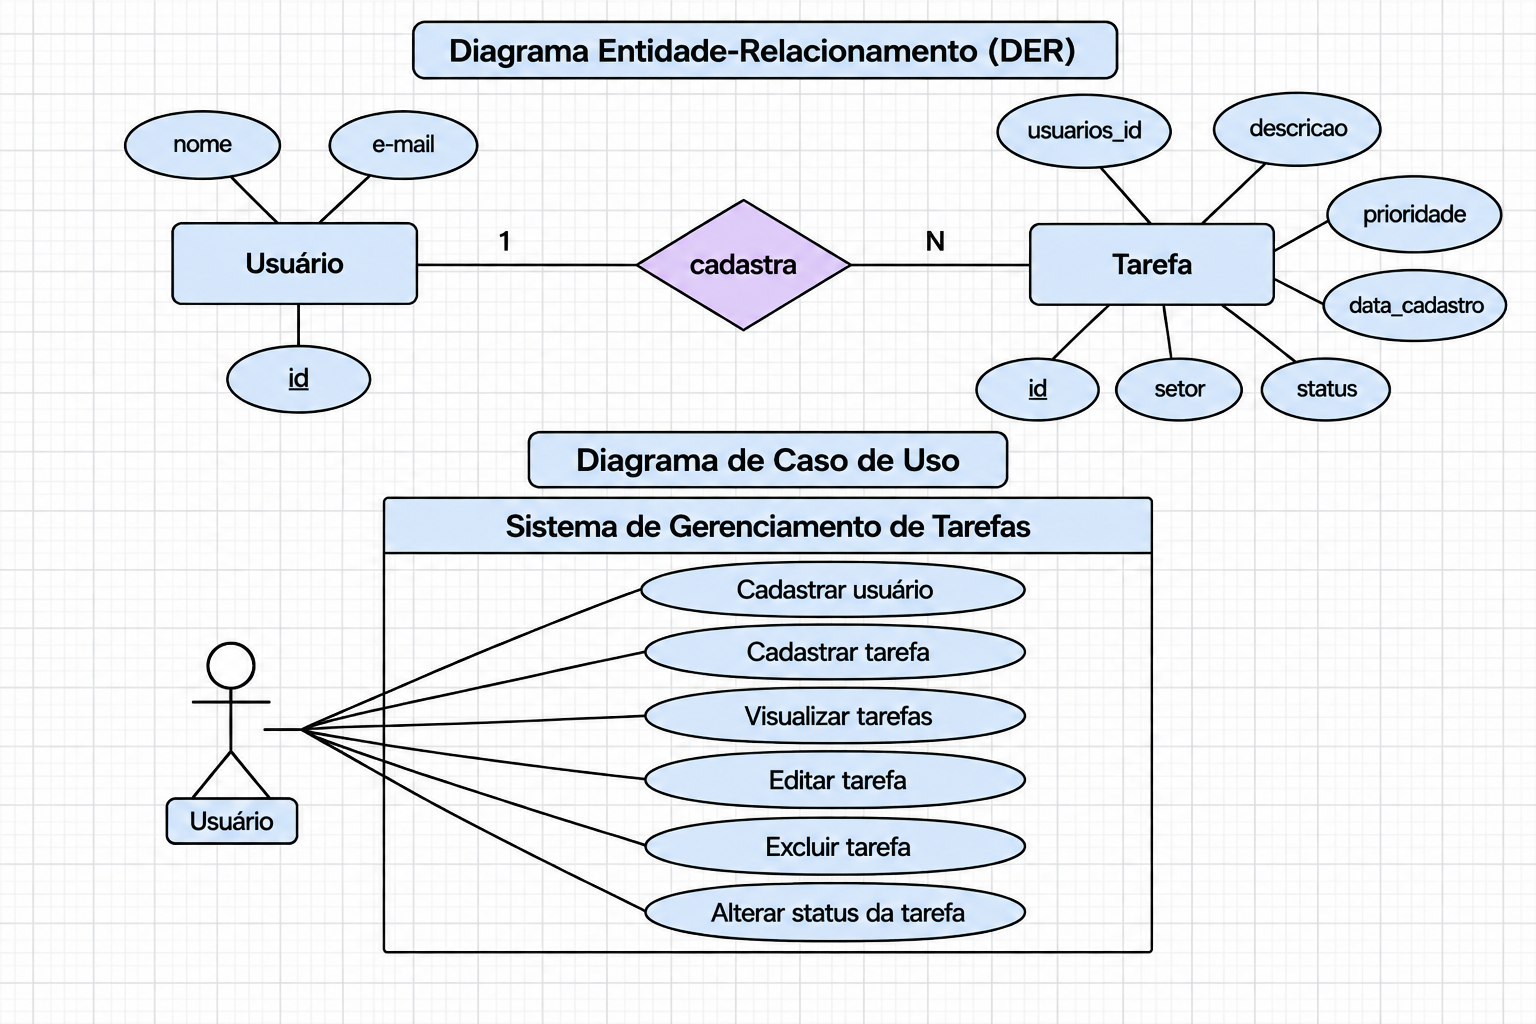 Diagrama Entidade-Relacionamento (DER)
nome
e-mail
usuarios_id
descricao
prioridade
Usuário
1
cadastra
N
Tarefa
data_cadastro
id
id
setor
status
Diagrama de Caso de Uso
Sistema de Gerenciamento de Tarefas
Cadastrar usuário
Cadastrar tarefa
Visualizar tarefas
Editar tarefa
Excluir tarefa
Alterar status da tarefa
Usuário